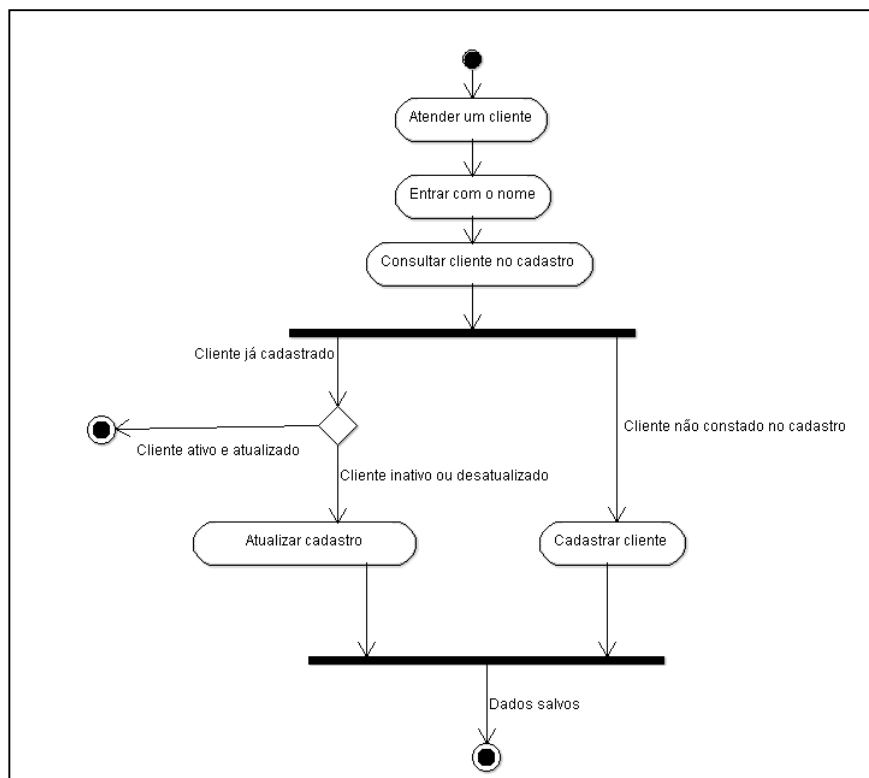 Atender um cliente
Entrar com o nome
Consultar cliente no cadastro
Cliente já cadastrado
Cliente não constado no cadastro
Cliente ativo e atualizado
Cliente inativo ou desatualizado
Atualizar cadastro
Cadastrar cliente
Dados salvos